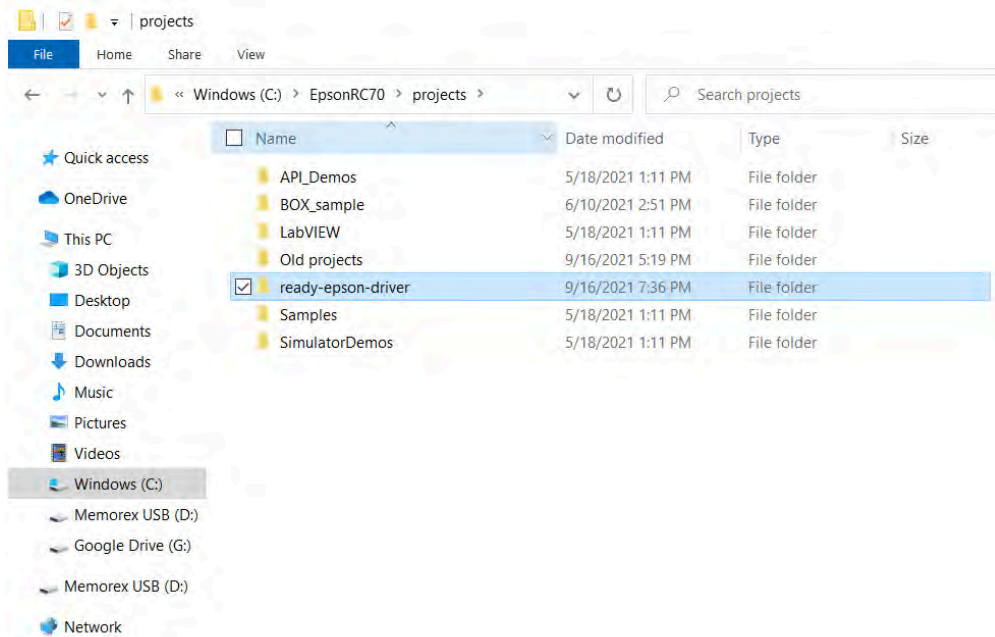 projects
File Home Share View
« Windows (C:) > EpsonRC70 > projects > Search projects
Name Date modified Type Size
Quick access
API_Demos 5/18/2021 1:11 PM File folder
BOX_sample 6/10/2021 2:51 PM File folder
OneDrive
LabVIEW 5/18/2021 1:11 PM File folder
This PC
Old projects 9/16/2021 5:19 PM File folder
3D Objects
ready-epson-driver 9/16/2021 7:36 PM File folder
Desktop
Samples 5/18/2021 1:11 PM File folder
Documents
SimulatorDemos 5/18/2021 1:11 PM File folder
Downloads
Music
Pictures
Videos
Windows (C:)
Memorex USB (D:)
Google Drive (G:)
Memorex USB (D:)
Network